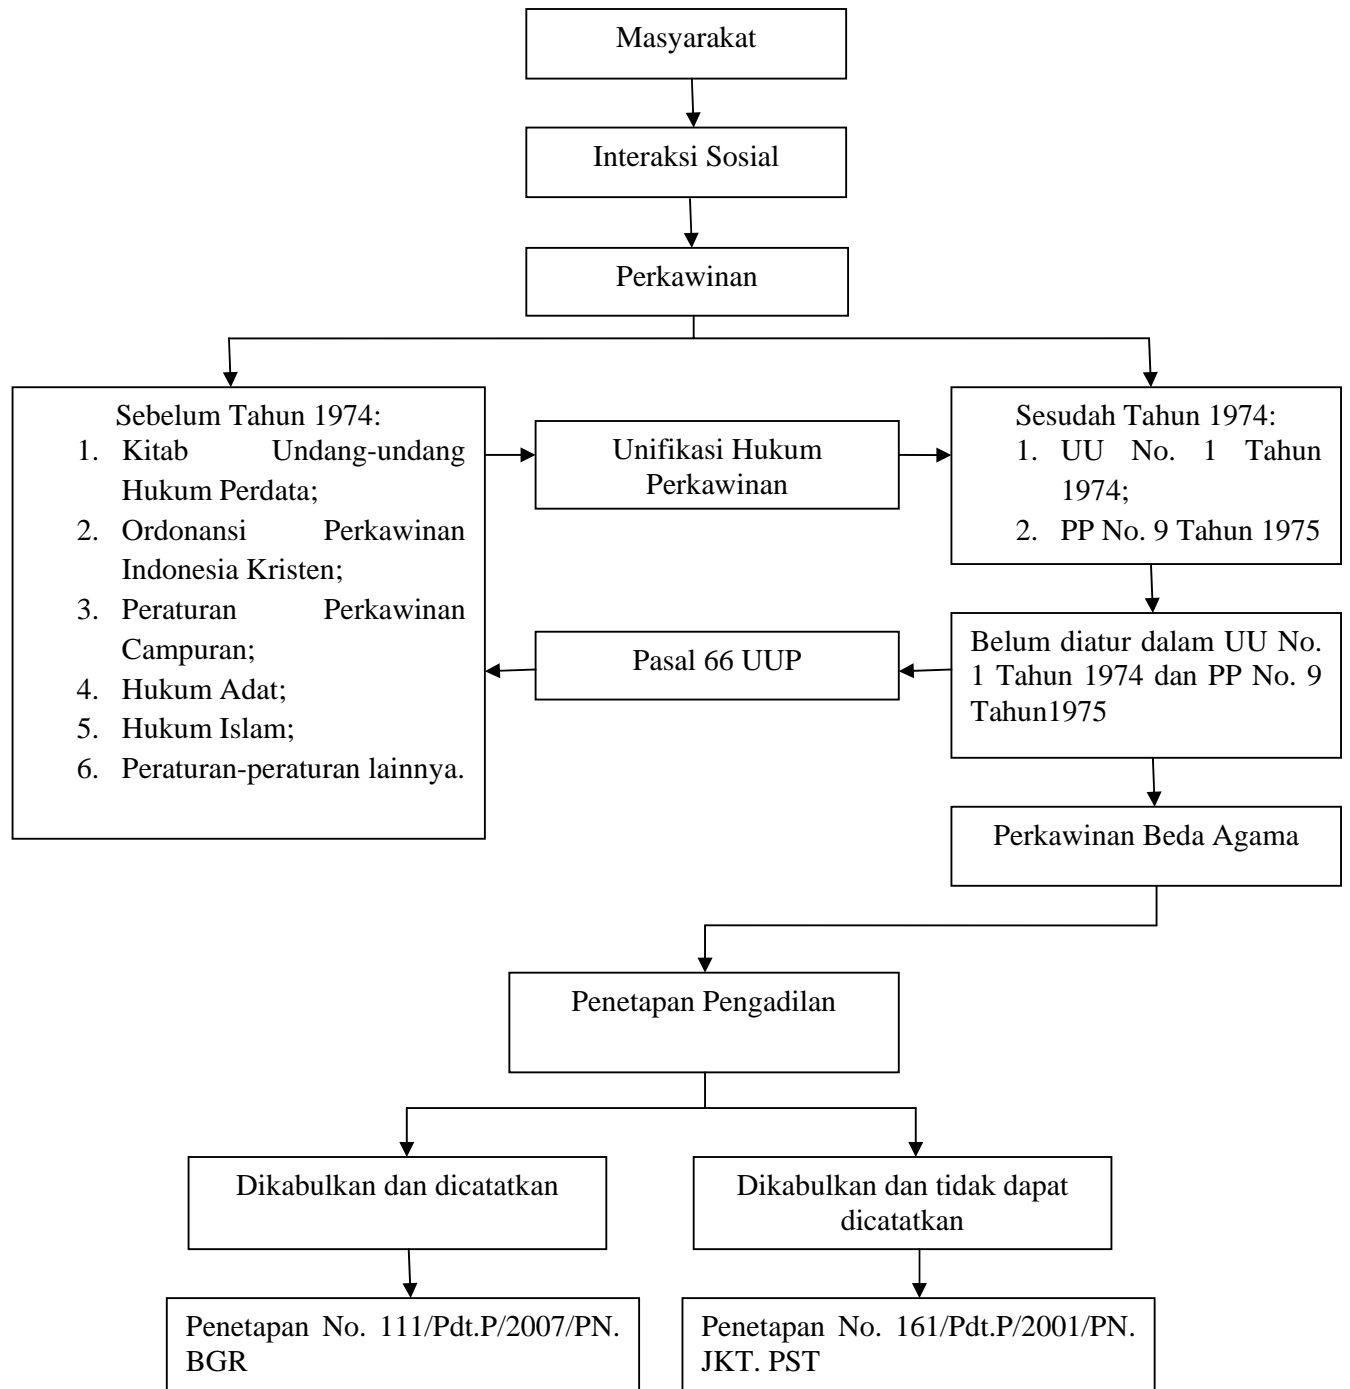 Masyarakat
Interaksi Sosial
Perkawinan
Sebelum Tahun 1974:
1. Kitab Undang-undang
Hukum Perdata;
2. Ordonansi Perkawinan
Indonesia Kristen;
3. Peraturan Perkawinan
Campuran;
4. Hukum Adat;
5. Hukum Islam;
6. Peraturan-peraturan lainnya.
Unifikasi Hukum
Perkawinan
Sesudah Tahun 1974:
1. UU No. 1 Tahun
1974;
2. PP No. 9 Tahun 1975
Pasal 66 UUP
Belum diatur dalam UU No.
1 Tahun 1974 dan PP No. 9
Tahun1975
Perkawinan Beda Agama
Penetapan Pengadilan
Dikabulkan dan dicatatkan
Dikabulkan dan tidak dapat
dicatatkan
Penetapan No. 111/Pdt.P/2007/PN.
BGR
Penetapan No. 161/Pdt.P/2001/PN.
JKT. PST